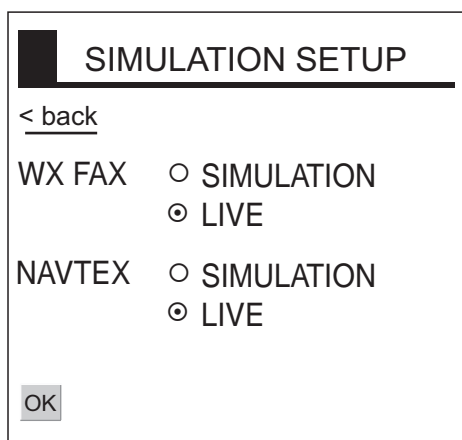 SIMULATION SETUP
< back
WX FAX SIMULATION
LIVE
NAVTEX SIMULATION
LIVE
OK